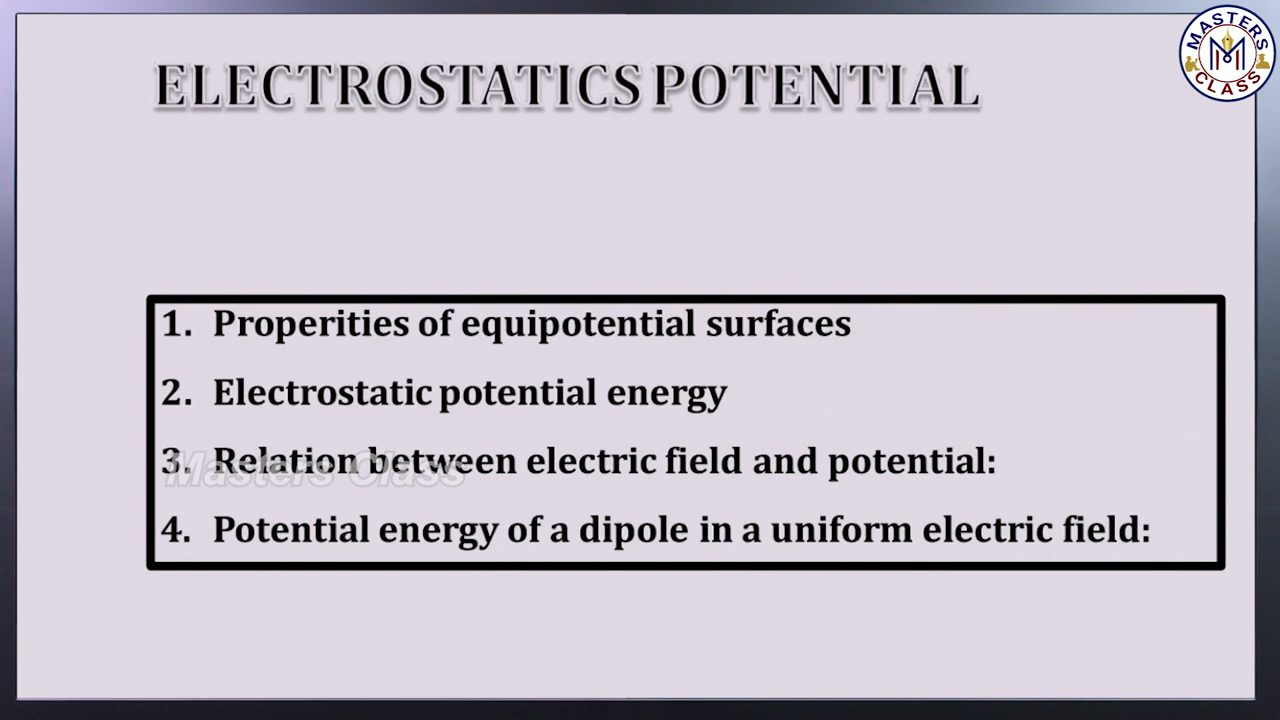 MASTERS
CLASS
ELECTROSTATICS POTENTIAL
1. Properities of equipotential surfaces
2. Electrostatic potential energy
3. Relation between electric field and potential:
Masters Class
4. Potential energy of a dipole in a uniform electric field: